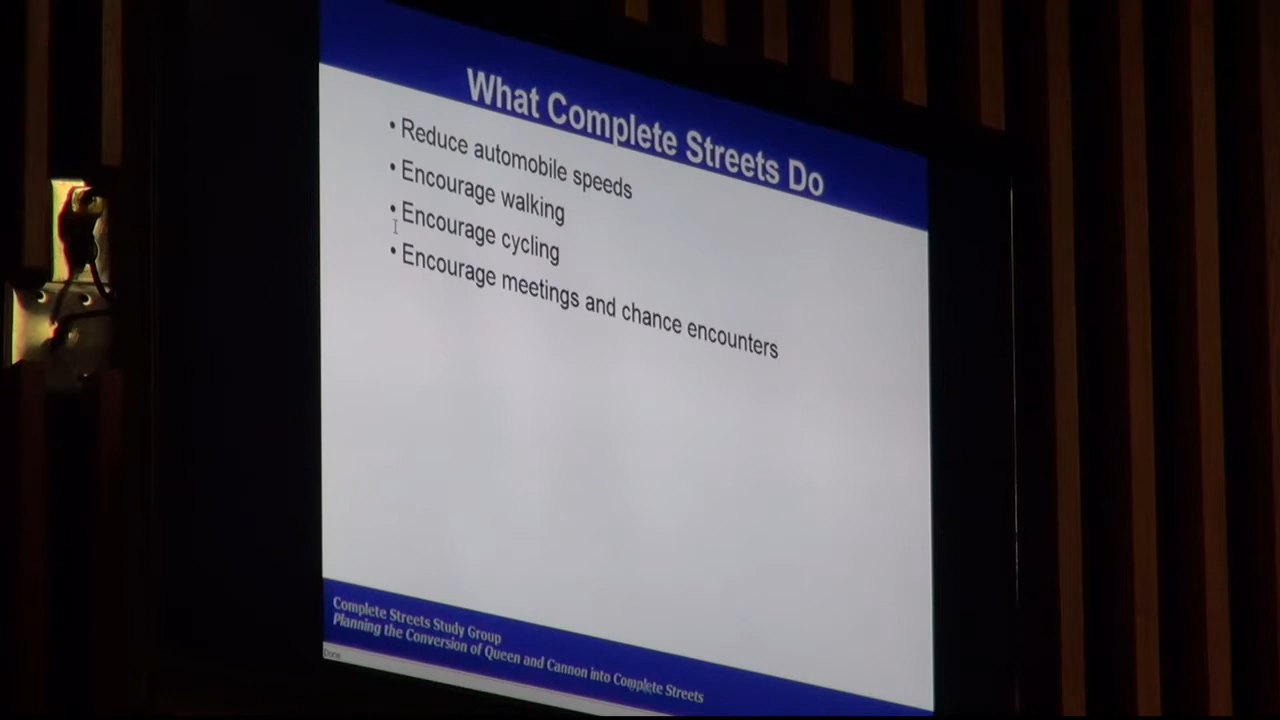 What Complete Streets Do
• Reduce automobile speeds
• Encourage walking
• Encourage cycling
• Encourage meetings and chance encounters
Complete Streets Study Group
Planning the Conversion of Queen and Cannon into Complete Streets
Done